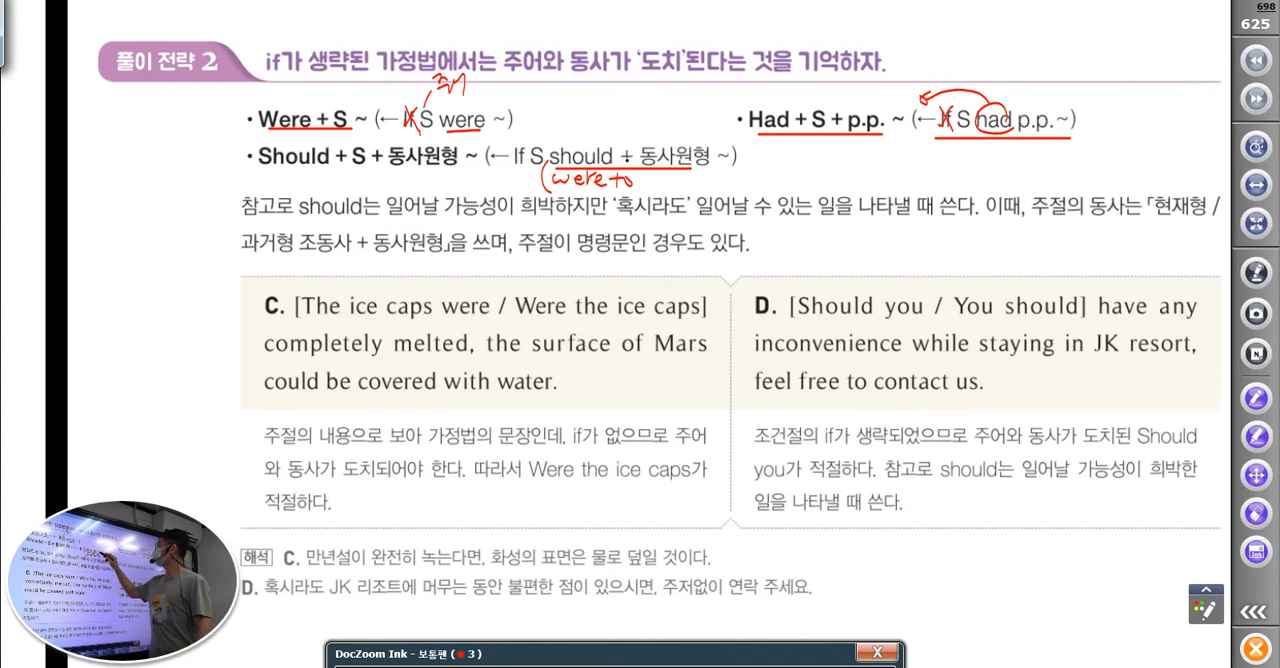 698
625
풀이 전략 2 if가 생략된 가정법에서는 주어와 동사가 '도치'된다는 것을 기억하자.
주어
• Were + S ~ (← If S were ~) • Had + S + p.p. ~ (← If S had p.p. ~)
• Should + S + 동사원형 ~ (← If S should + 동사원형 ~)
(were to
참고로 should는 일어날 가능성이 희박하지만 '혹시라도' 일어날 수 있는 일을 나타낼 때 쓴다. 이때, 주절의 동사는 「현재형 /
과거형 조동사 + 동사원형」을 쓰며, 주절이 명령문인 경우도 있다.
C. [The ice caps were / Were the ice caps]
completely melted, the surface of Mars
could be covered with water.
주절의 내용으로 보아 가정법의 문장인데, if가 없으므로 주어
와 동사가 도치되어야 한다. 따라서 Were the ice caps가
적절하다.
D. [Should you / You should] have any
inconvenience while staying in JK resort,
feel free to contact us.
조건절의 if가 생략되었으므로 주어와 동사가 도치된 Should
you가 적절하다. 참고로 should는 일어날 가능성이 희박한
일을 나타낼 때 쓴다.
해석 C. 만년설이 완전히 녹는다면, 화성의 표면은 물로 덮일 것이다.
D. 혹시라도 JK 리조트에 머무는 동안 불편한 점이 있으시면, 주저없이 연락 주세요.
DocZoom Ink - 보통펜 ( 3 ) X